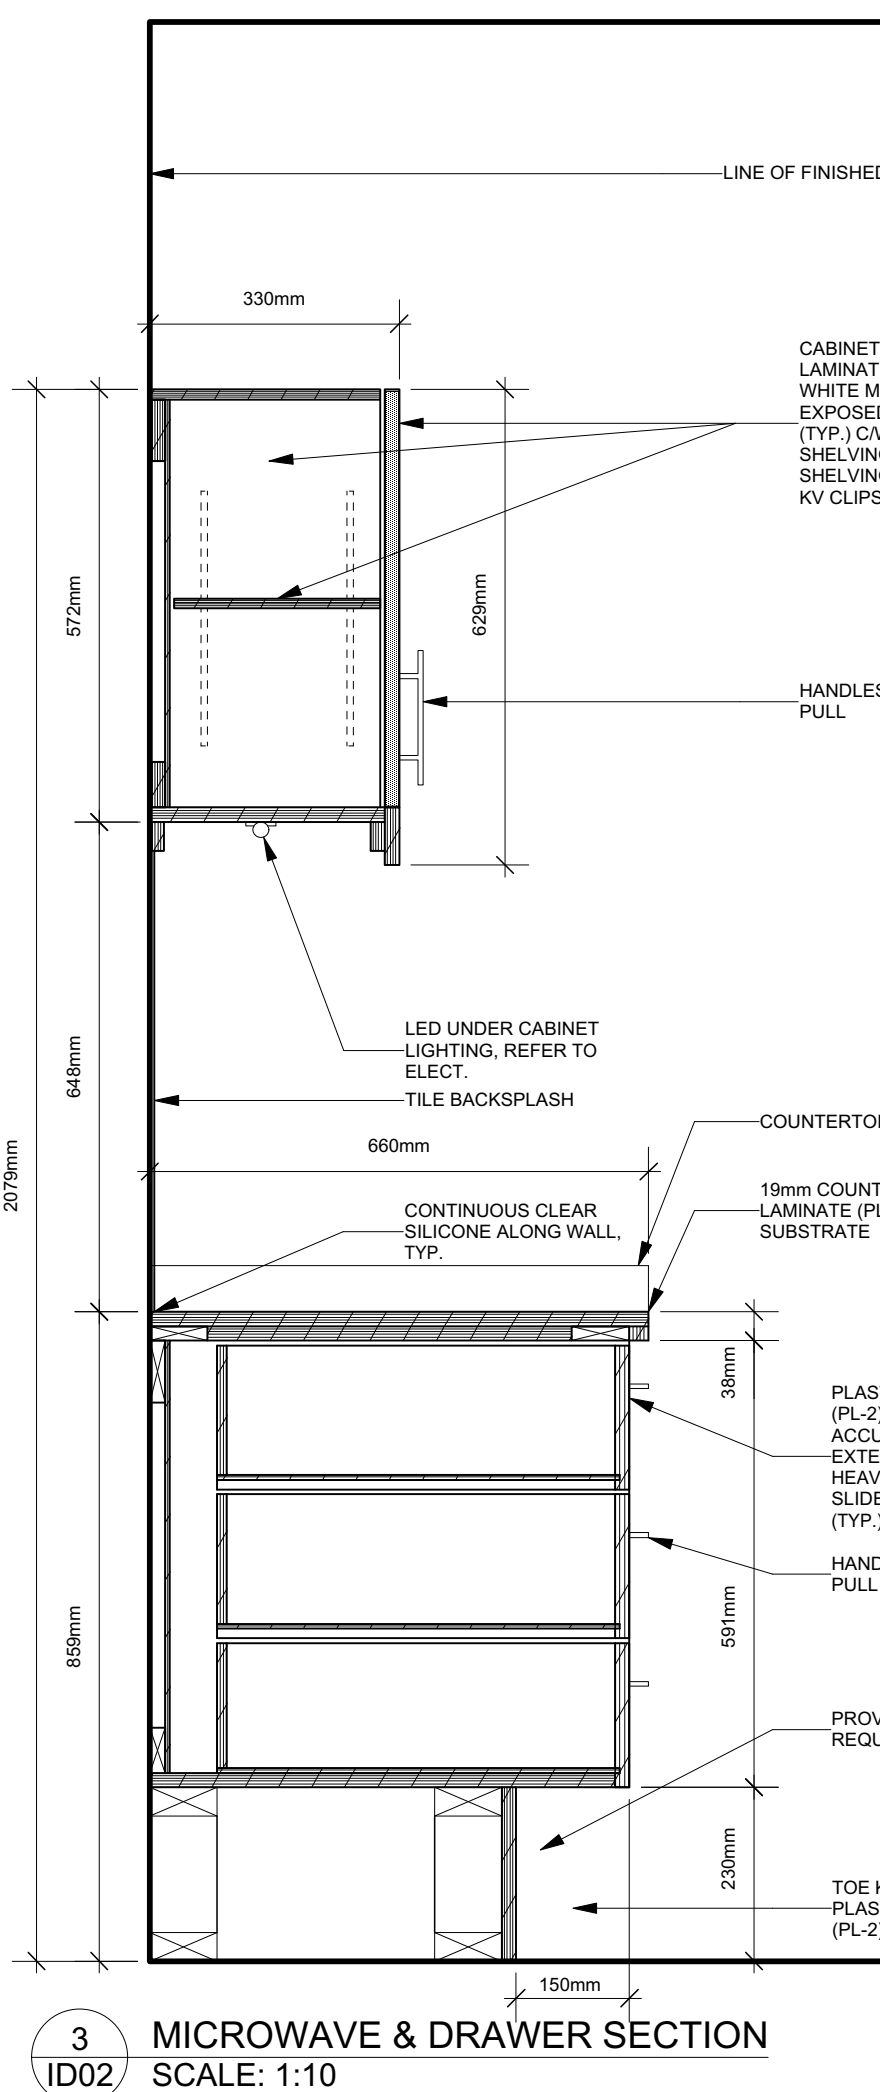 LINE OF FINISHED
330mm
CABINET
LAMINAT
WHITE M
EXPOSED
(TYP.) C/W
SHELVING
SHELVING
KV CLIPS
572mm
629mm
HANDLES
PULL
LED UNDER CABINET
LIGHTING, REFER TO
ELECT.
TILE BACKSPLASH
648mm
2079mm
660mm
COUNTERTOP
CONTINUOUS CLEAR
SILICONE ALONG WALL,
TYP.
19mm COUNT
LAMINATE (PL
SUBSTRATE
38mm
PLAS
(PL-2)
ACCU
EXTE
HEAV
SLIDE
(TYP.)
HAND
PULL
591mm
859mm
PROV
REQU
230mm
TOE K
PLAS
(PL-2)
150mm
3
ID02
MICROWAVE & DRAWER SECTION
SCALE: 1:10